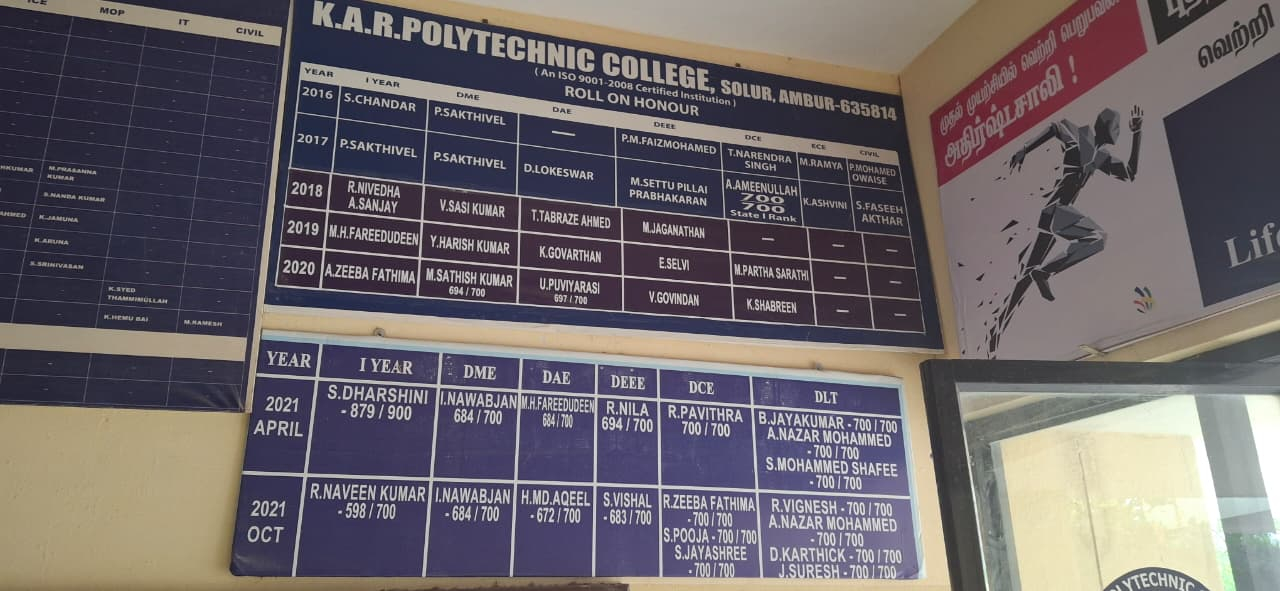 ICE MOP IT CIVIL
M.PRASANNA
KUMAR
S.NANDA KUMAR
K.JAMUNA
K.ARUNA
S.SRINIVASAN
K.SYED
THAMMIMULLAH
K.HEMU BAI M.RAMESH
K.A.R.POLYTECHNIC COLLEGE, SOLUR, AMBUR-635814
( An ISO 9001-2008 Certified Institution )
ROLL ON HONOUR
YEAR I YEAR DME DAE DEEE DCE ECE CIVIL
2016 S.CHANDAR P.SAKTHIVEL — P.M.FAIZMOHAMED T.NARENDRA SINGH M.RAMYA P.MOHAMED OWAISE
2017 P.SAKTHIVEL P.SAKTHIVEL D.LOKESWAR M.SETTU PILLAI PRABHAKARAN A.AMEENULLAH 700 700 State I Rank K.ASHVINI S.FASEEH AKTHAR
2018 R.NIVEDHA A.SANJAY V.SASI KUMAR T.TABRAZE AHMED M.JAGANATHAN — — —
2019 M.H.FAREEDUDEEN Y.HARISH KUMAR K.GOVARTHAN E.SELVI M.PARTHA SARATHI — —
2020 A.ZEEBA FATHIMA M.SATHISH KUMAR 694 / 700 U.PUVIYARASI 697 / 700 V.GOVINDAN K.SHABREEN — —
YEAR I YEAR DME DAE DEEE DCE DLT
2021 APRIL S.DHARSHINI - 879 / 900 I.NAWABJAN 684 / 700 M.H.FAREEDUDEEN 684 / 700 R.NILA 694 / 700 R.PAVITHRA 700 / 700 B.JAYAKUMAR - 700 / 700
A.NAZAR MOHAMMED
- 700 / 700
S.MOHAMMED SHAFEE
- 700 / 700
2021 OCT R.NAVEEN KUMAR - 598 / 700 I.NAWABJAN - 684 / 700 H.MD.AQEEL - 672 / 700 S.VISHAL - 683 / 700 R.ZEEBA FATHIMA - 700 / 700 S.POOJA - 700 / 700 S.JAYASHREE - 700 / 700 R.VIGNESH - 700 / 700
A.NAZAR MOHAMMED
- 700 / 700
D.KARTHICK - 700 / 700
J.SURESH - 700 / 700
முதல் முயற்சியில் வெற்றி பெறுபவன்
அதிர்ஷ்டசாலி !
வெற்றி
Life
POLYTECHNIC